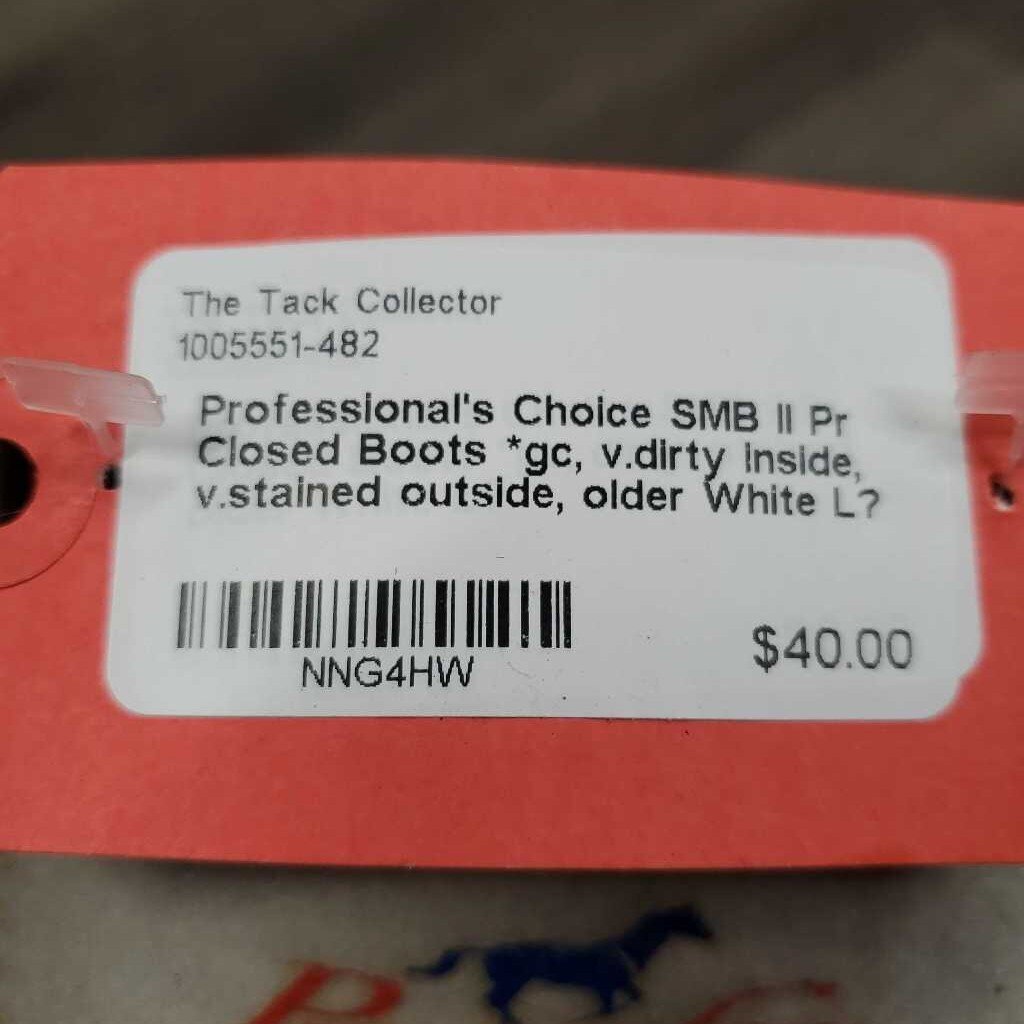 The Tack Collector
1005551-482
Professional's Choice SMB II Pr
Closed Boots *gc, v.dirty inside,
v.stained outside, older White L?
NNG4HW
$40.00
P C